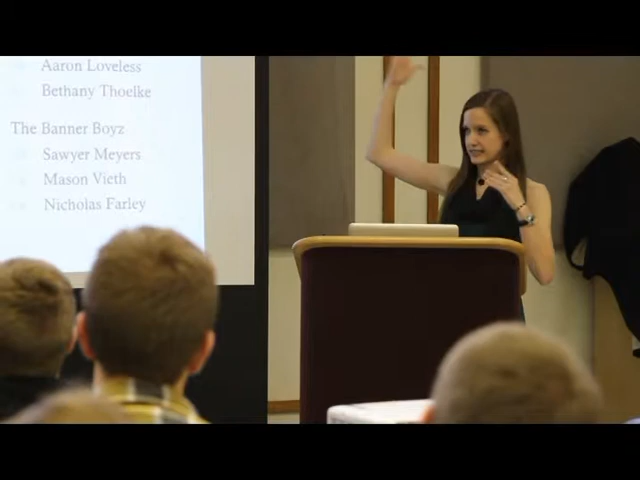 Aaron Loveless
Bethany Thoelke
The Banner Boyz
Sawyer Meyers
Mason Vieth
Nicholas Farley